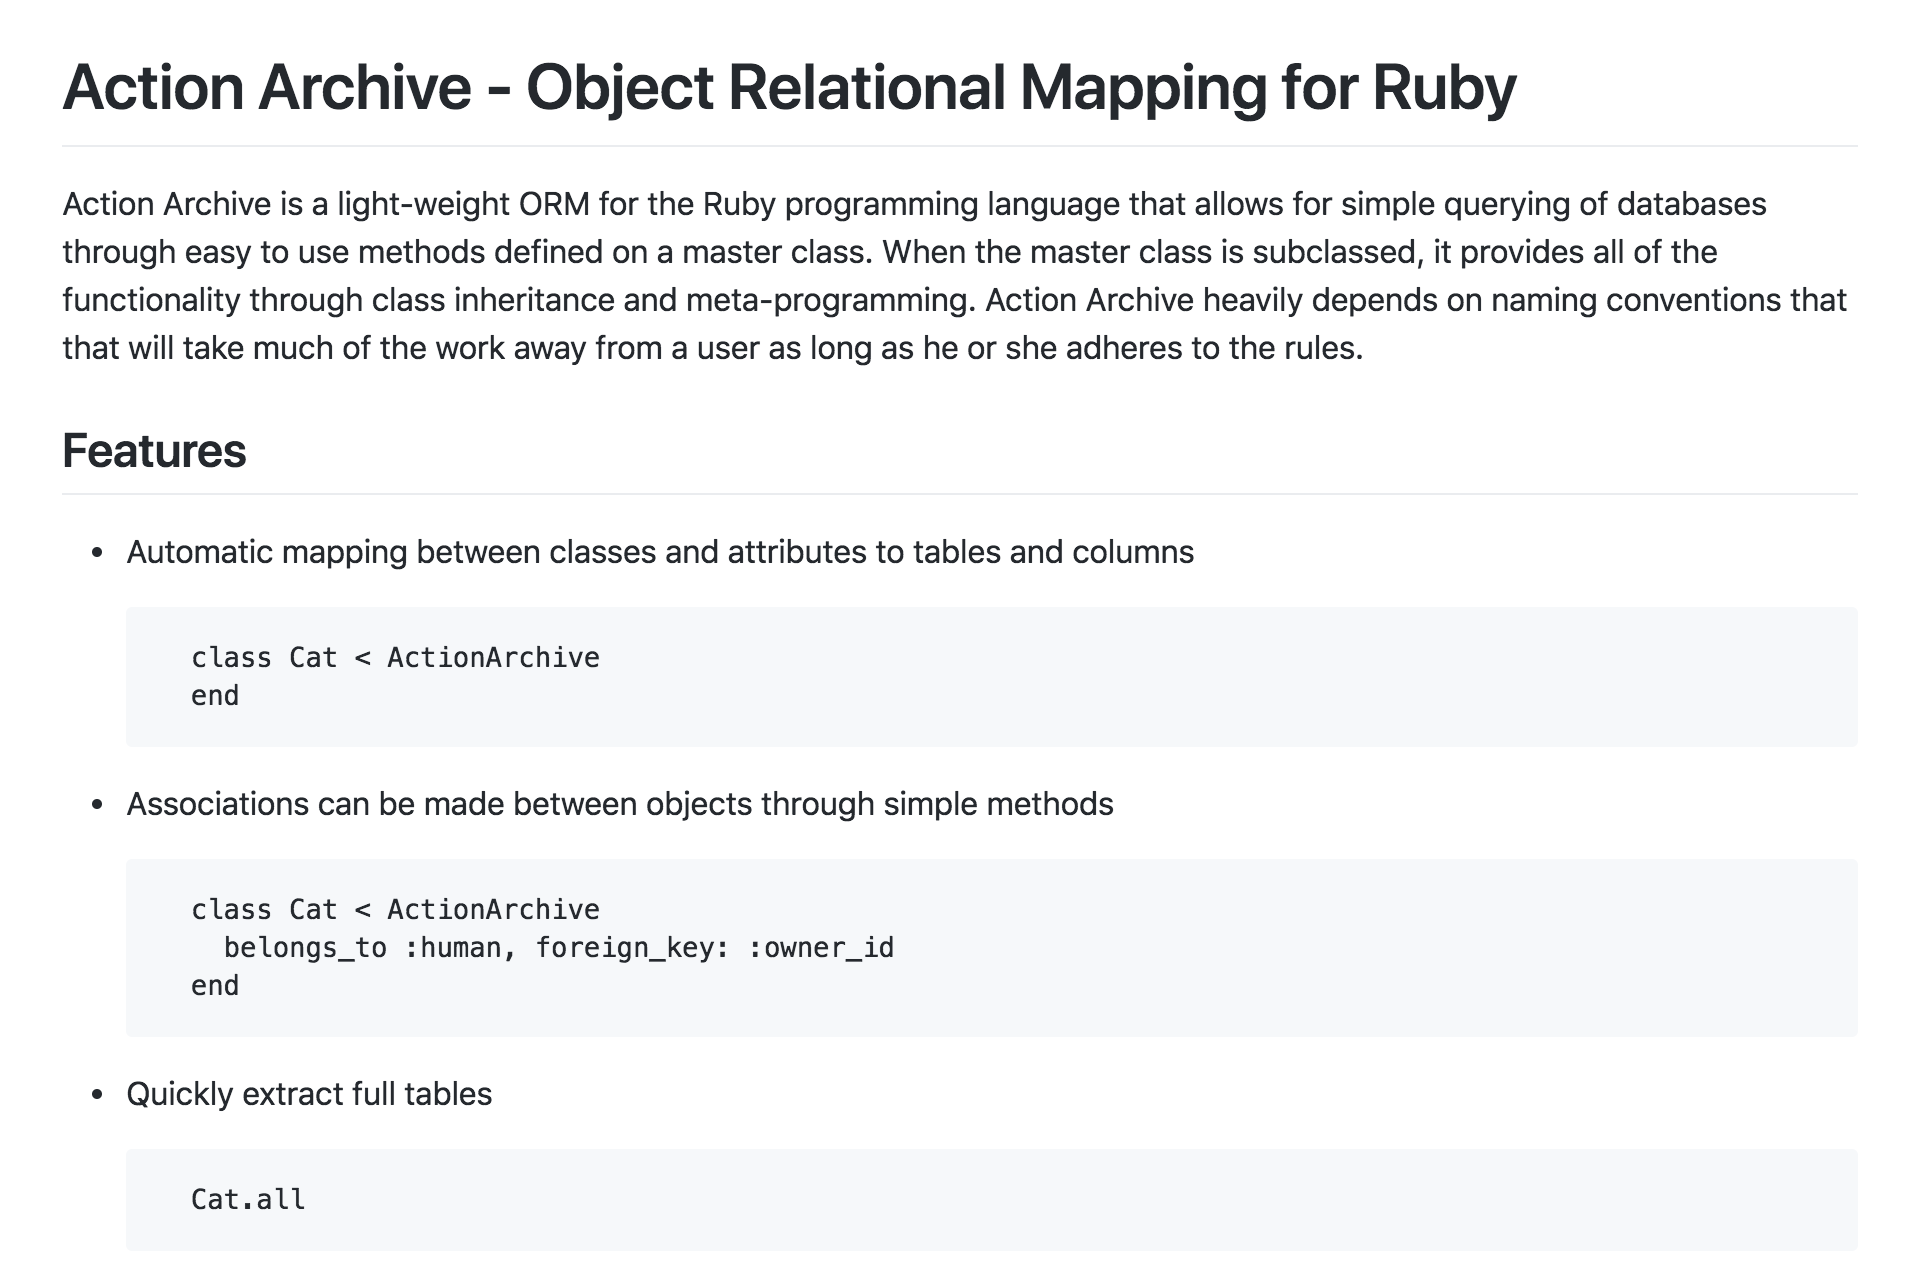 Action Archive - Object Relational Mapping for Ruby
Action Archive is a light-weight ORM for the Ruby programming language that allows for simple querying of databases
through easy to use methods defined on a master class. When the master class is subclassed, it provides all of the
functionality through class inheritance and meta-programming. Action Archive heavily depends on naming conventions that
that will take much of the work away from a user as long as he or she adheres to the rules.
Features
• Automatic mapping between classes and attributes to tables and columns
class Cat < ActionArchive
end
• Associations can be made between objects through simple methods
class Cat < ActionArchive
  belongs_to :human, foreign_key: :owner_id
end
• Quickly extract full tables
Cat.all